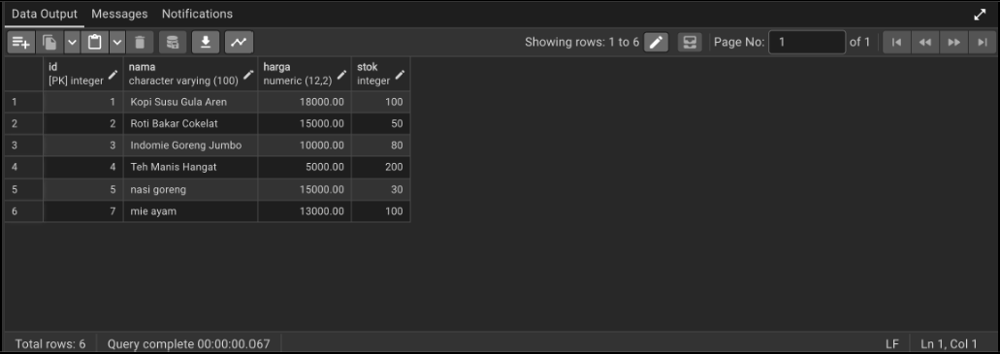 Data Output Messages Notifications
Showing rows: 1 to 6 Page No: 1 of 1
id nama harga stok
[PK] integer character varying (100) numeric (12,2) integer
1 1 Kopi Susu Gula Aren 18000.00 100
2 2 Roti Bakar Cokelat 15000.00 50
3 3 Indomie Goreng Jumbo 10000.00 80
4 4 Teh Manis Hangat 5000.00 200
5 5 nasi goreng 15000.00 30
6 7 mie ayam 13000.00 100
Total rows: 6 Query complete 00:00:00.067 LF Ln 1, Col 1